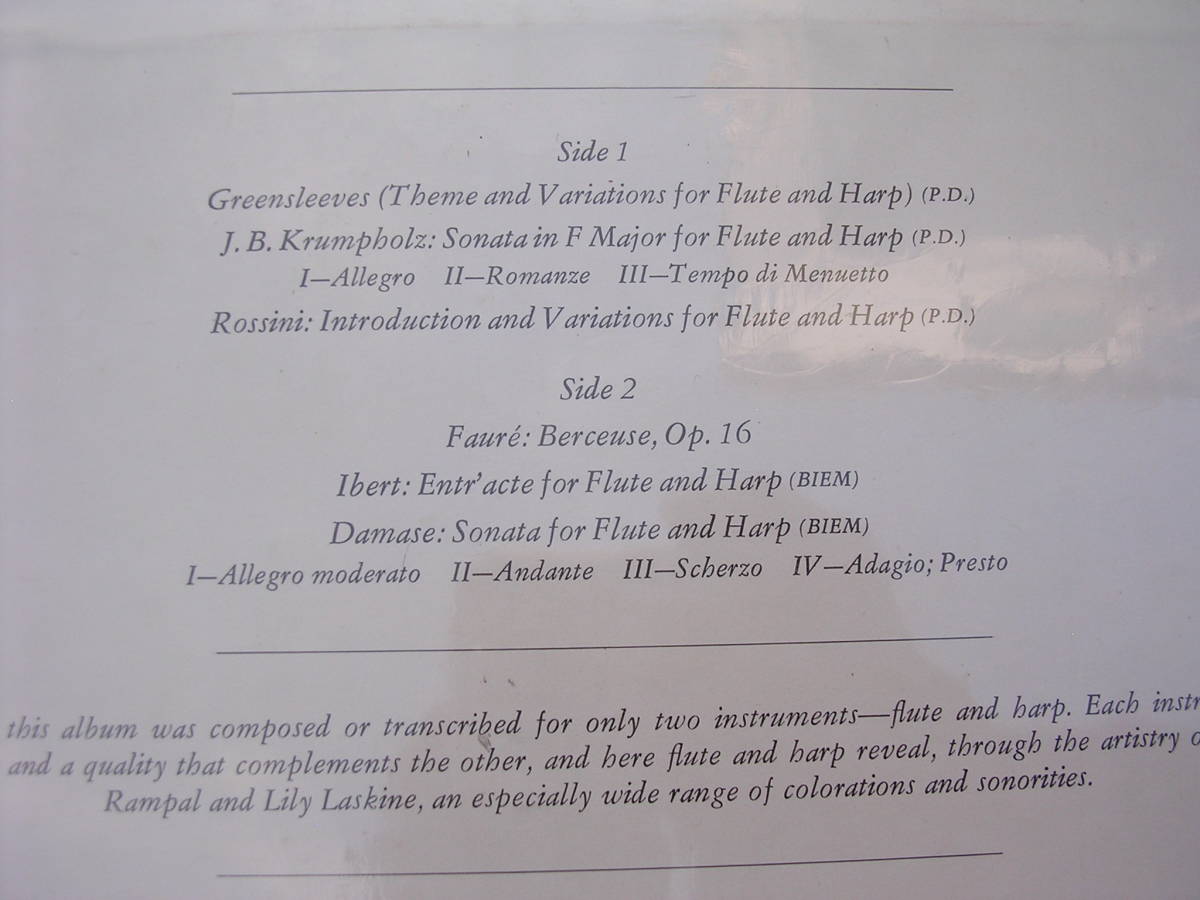 Side 1
Greensleeves (Theme and Variations for Flute and Harp) (P.D.)
J. B. Krumpholz: Sonata in F Major for Flute and Harp (P.D.)
I—Allegro II—Romanze III—Tempo di Menuetto
Rossini: Introduction and Variations for Flute and Harp (P.D.)
Side 2
Fauré: Berceuse, Op. 16
Ibert: Entr'acte for Flute and Harp (BIEM)
Damase: Sonata for Flute and Harp (BIEM)
I—Allegro moderato II—Andante III—Scherzo IV—Adagio; Presto
this album was composed or transcribed for only two instruments—flute and harp. Each instr
and a quality that complements the other, and here flute and harp reveal, through the artistry o
Rampal and Lily Laskine, an especially wide range of colorations and sonorities.